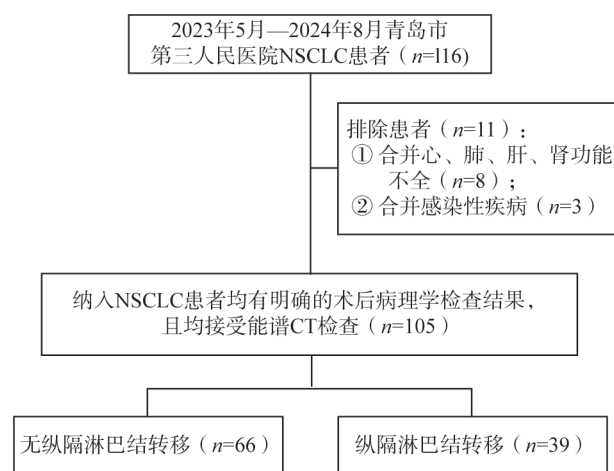 2023年5月—2024年8月青岛市
第三人民医院NSCLC患者（n=l16)
排除患者（n=11）：
① 合并心、肺、肝、肾功能
不全（n=8）；
② 合并感染性疾病（n=3）
纳入NSCLC患者均有明确的术后病理学检查结果，
且均接受能谱CT检查（n=105）
无纵隔淋巴结转移（n=66）
纵隔淋巴结转移（n=39）